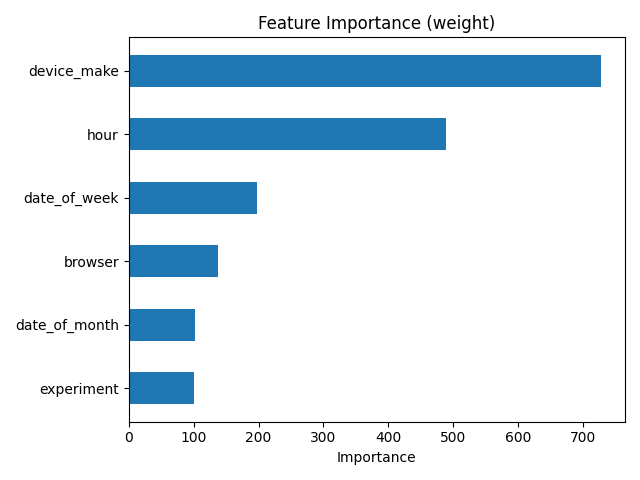 Feature Importance (weight)
device_make
hour
date_of_week
browser
date_of_month
experiment
0 100 200 300 400 500 600 700
Importance